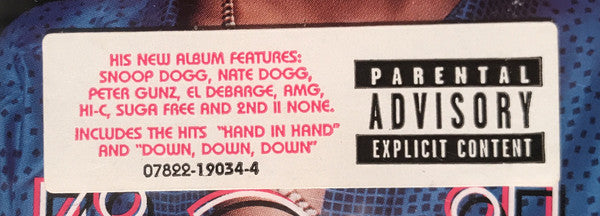 HIS NEW ALBUM FEATURES:
SNOOP DOGG, NATE DOGG,
PETER GUNZ, EL DEBARGE, AMG,
HI-C, SUGA FREE AND 2ND II NONE.
INCLUDES THE HITS "HAND IN HAND"
AND "DOWN, DOWN, DOWN"
07822-19034-4
PARENTAL
ADVISORY
EXPLICIT CONTENT